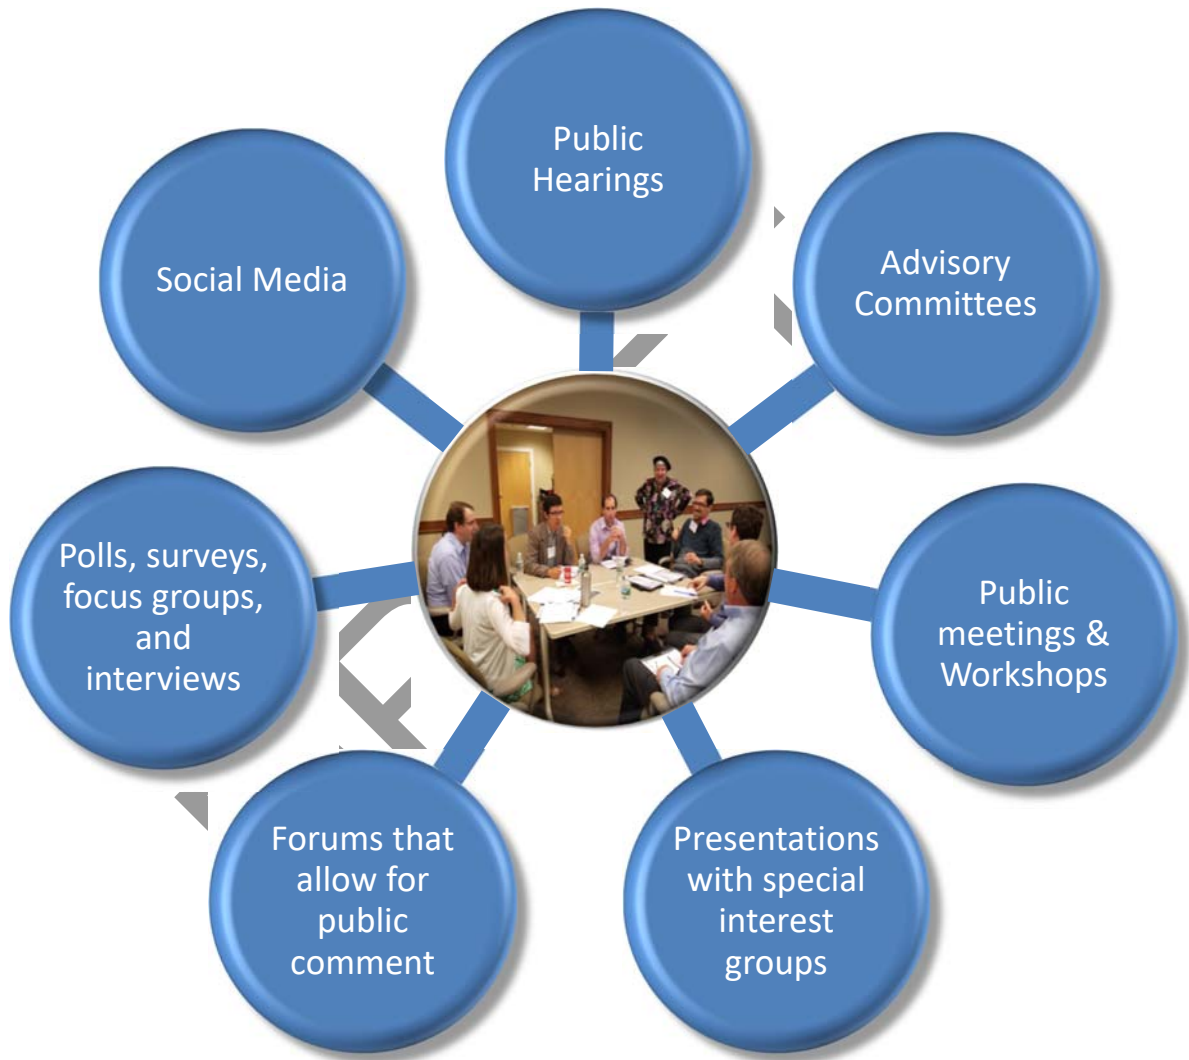 Public
Hearings
Advisory
Committees
Public
meetings &
Workshops
Presentations
with special
interest
groups
Forums that
allow for
public
comment
Polls, surveys,
focus groups,
and
interviews
Social Media